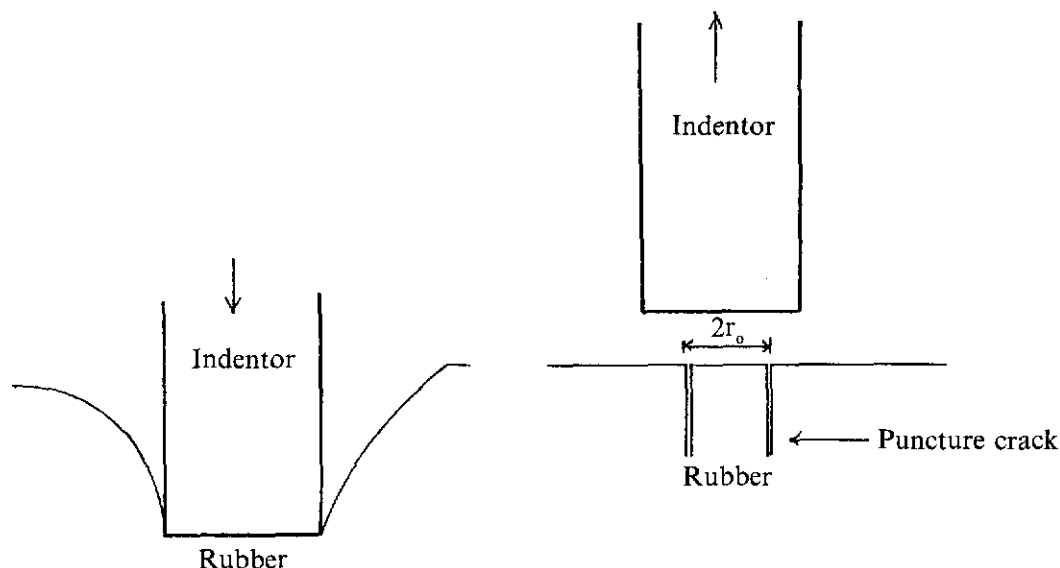 Indentor
Rubber
Indentor
2r₀
Puncture crack
Rubber